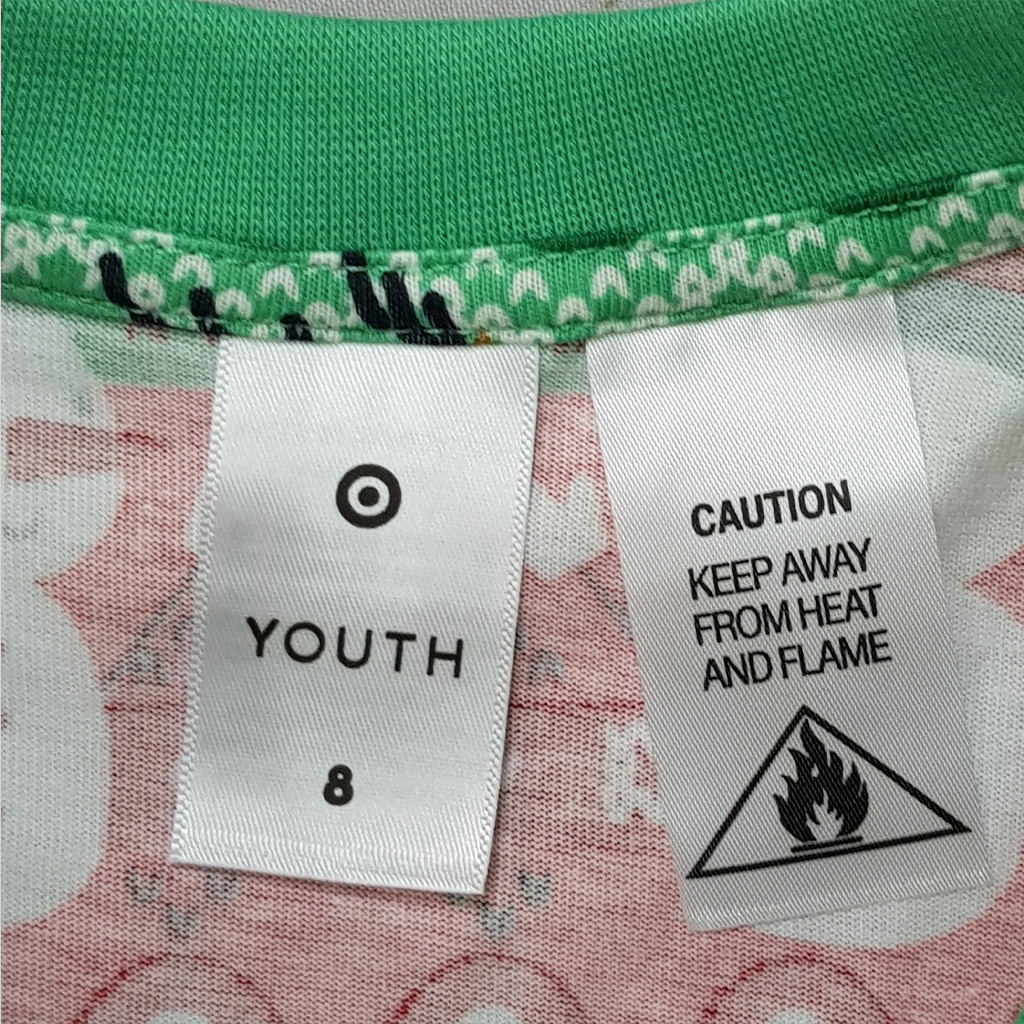 YOUTH
8
CAUTION
KEEP AWAY
FROM HEAT
AND FLAME